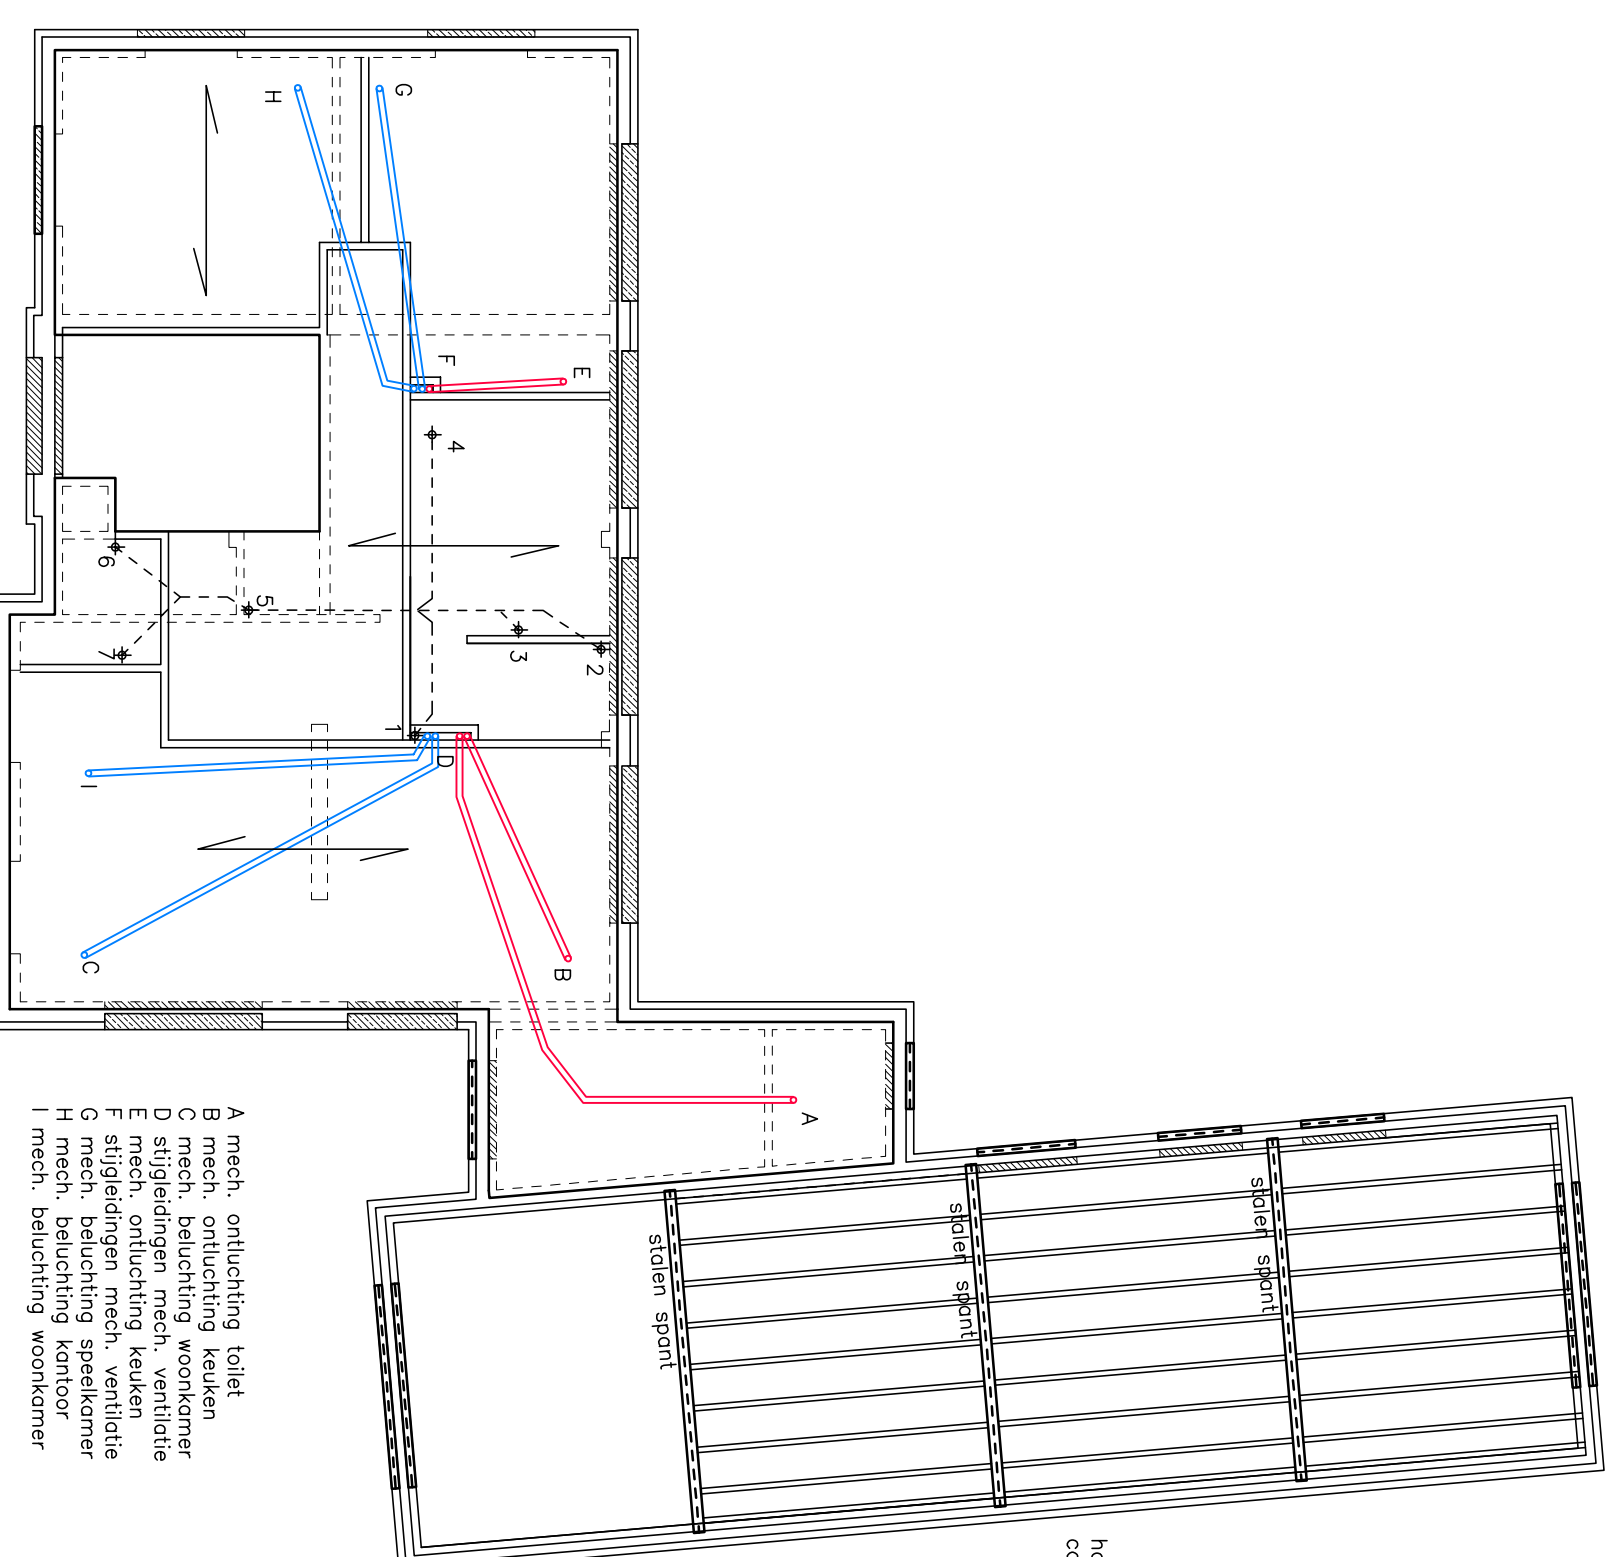 A mech. ontluchting toilet
B mech. ontluchting keuken
C mech. beluchting woonkamer
D stijgleidingen mech. ventilatie
E mech. ontluchting keuken
F stijgleidingen mech. ventilatie
G mech. beluchting speelkamer
H mech. beluchting kantoor
I mech. beluchting woonkamer
stalen spant
stalen spant
stalen spant
A
B
C
D
E
F
G
H
I
1
2
3
4
5
6
7